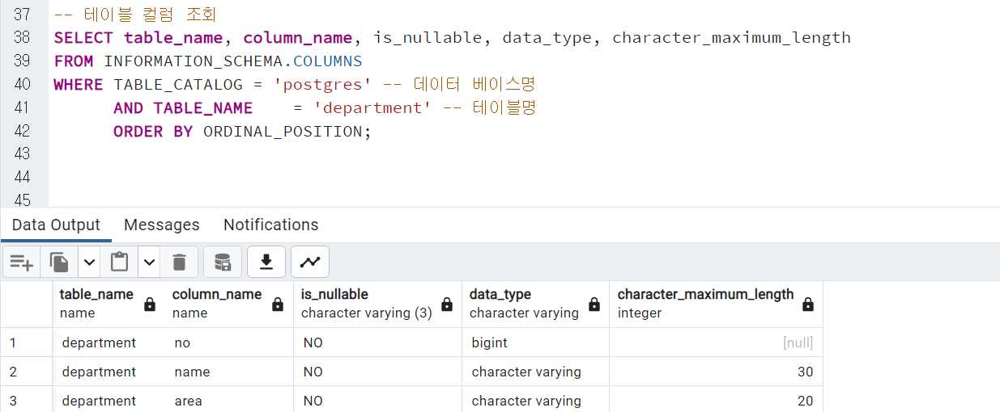 37 -- 테이블 컬럼 조회
38 SELECT table_name, column_name, is_nullable, data_type, character_maximum_length
39 FROM INFORMATION_SCHEMA.COLUMNS
40 WHERE TABLE_CATALOG = 'postgres' -- 데이터 베이스명
41 AND TABLE_NAME    = 'department' -- 테이블명
42 ORDER BY ORDINAL_POSITION;
43
44
45
Data Output Messages Notifications
table_name column_name is_nullable data_type character_maximum_length
name name character varying (3) character varying integer
1 department no NO bigint [null]
2 department name NO character varying 30
3 department area NO character varying 20